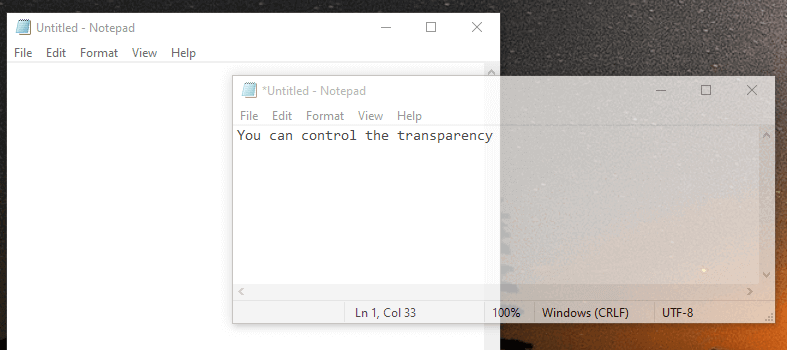 Untitled - Notepad
File Edit Format View Help
*Untitled - Notepad
File Edit Format View Help
You can control the transparency
Ln 1, Col 33 100% Windows (CRLF) UTF-8